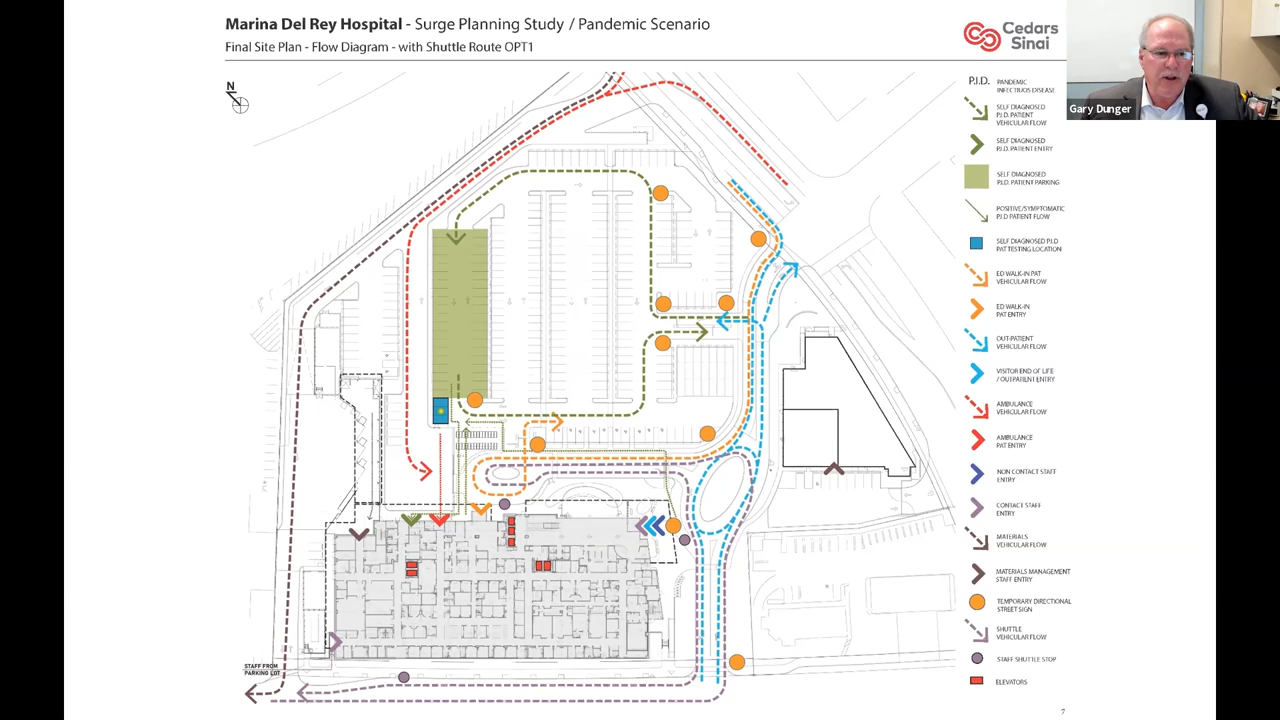 Marina Del Rey Hospital - Surge Planning Study / Pandemic Scenario
Final Site Plan - Flow Diagram - with Shuttle Route OPT1
Cedars
Sinai
Gary Dunger
N
P.I.D.
PANDEMIC
INFECTIUOS DISEASE
SELF DIAGNOSED
P.I.D. PATIENT
VEHICULAR FLOW
SELF DIAGNOSED
P.I.D. PATIENT ENTRY
SELF DIAGNOSED
P.I.D. PATIENT PARKING
POSITIVE/SYMPTOMATIC
P.I.D PATIENT FLOW
SELF DIAGNOSED P.I.D
PAT TESTING LOCATION
ED WALK-IN PAT
VEHICULAR FLOW
ED WALK-IN
PAT ENTRY
OUT-PATIENT
VEHICULAR FLOW
VISITOR END OF LIFE
/ OUTPATIENT ENTRY
AMBULANCE
VEHICULAR FLOW
AMBULANCE
PAT ENTRY
NON CONTACT STAFF
ENTRY
CONTACT STAFF
ENTRY
MATERIALS
VEHICULAR FLOW
MATERIALS MANAGEMENT
STAFF ENTRY
TEMPORARY DIRECTIONAL
STREET SIGN
SHUTTLE
VEHICULAR FLOW
STAFF SHUTTLE STOP
ELEVATORS
STAFF FROM
PARKING LOT
7